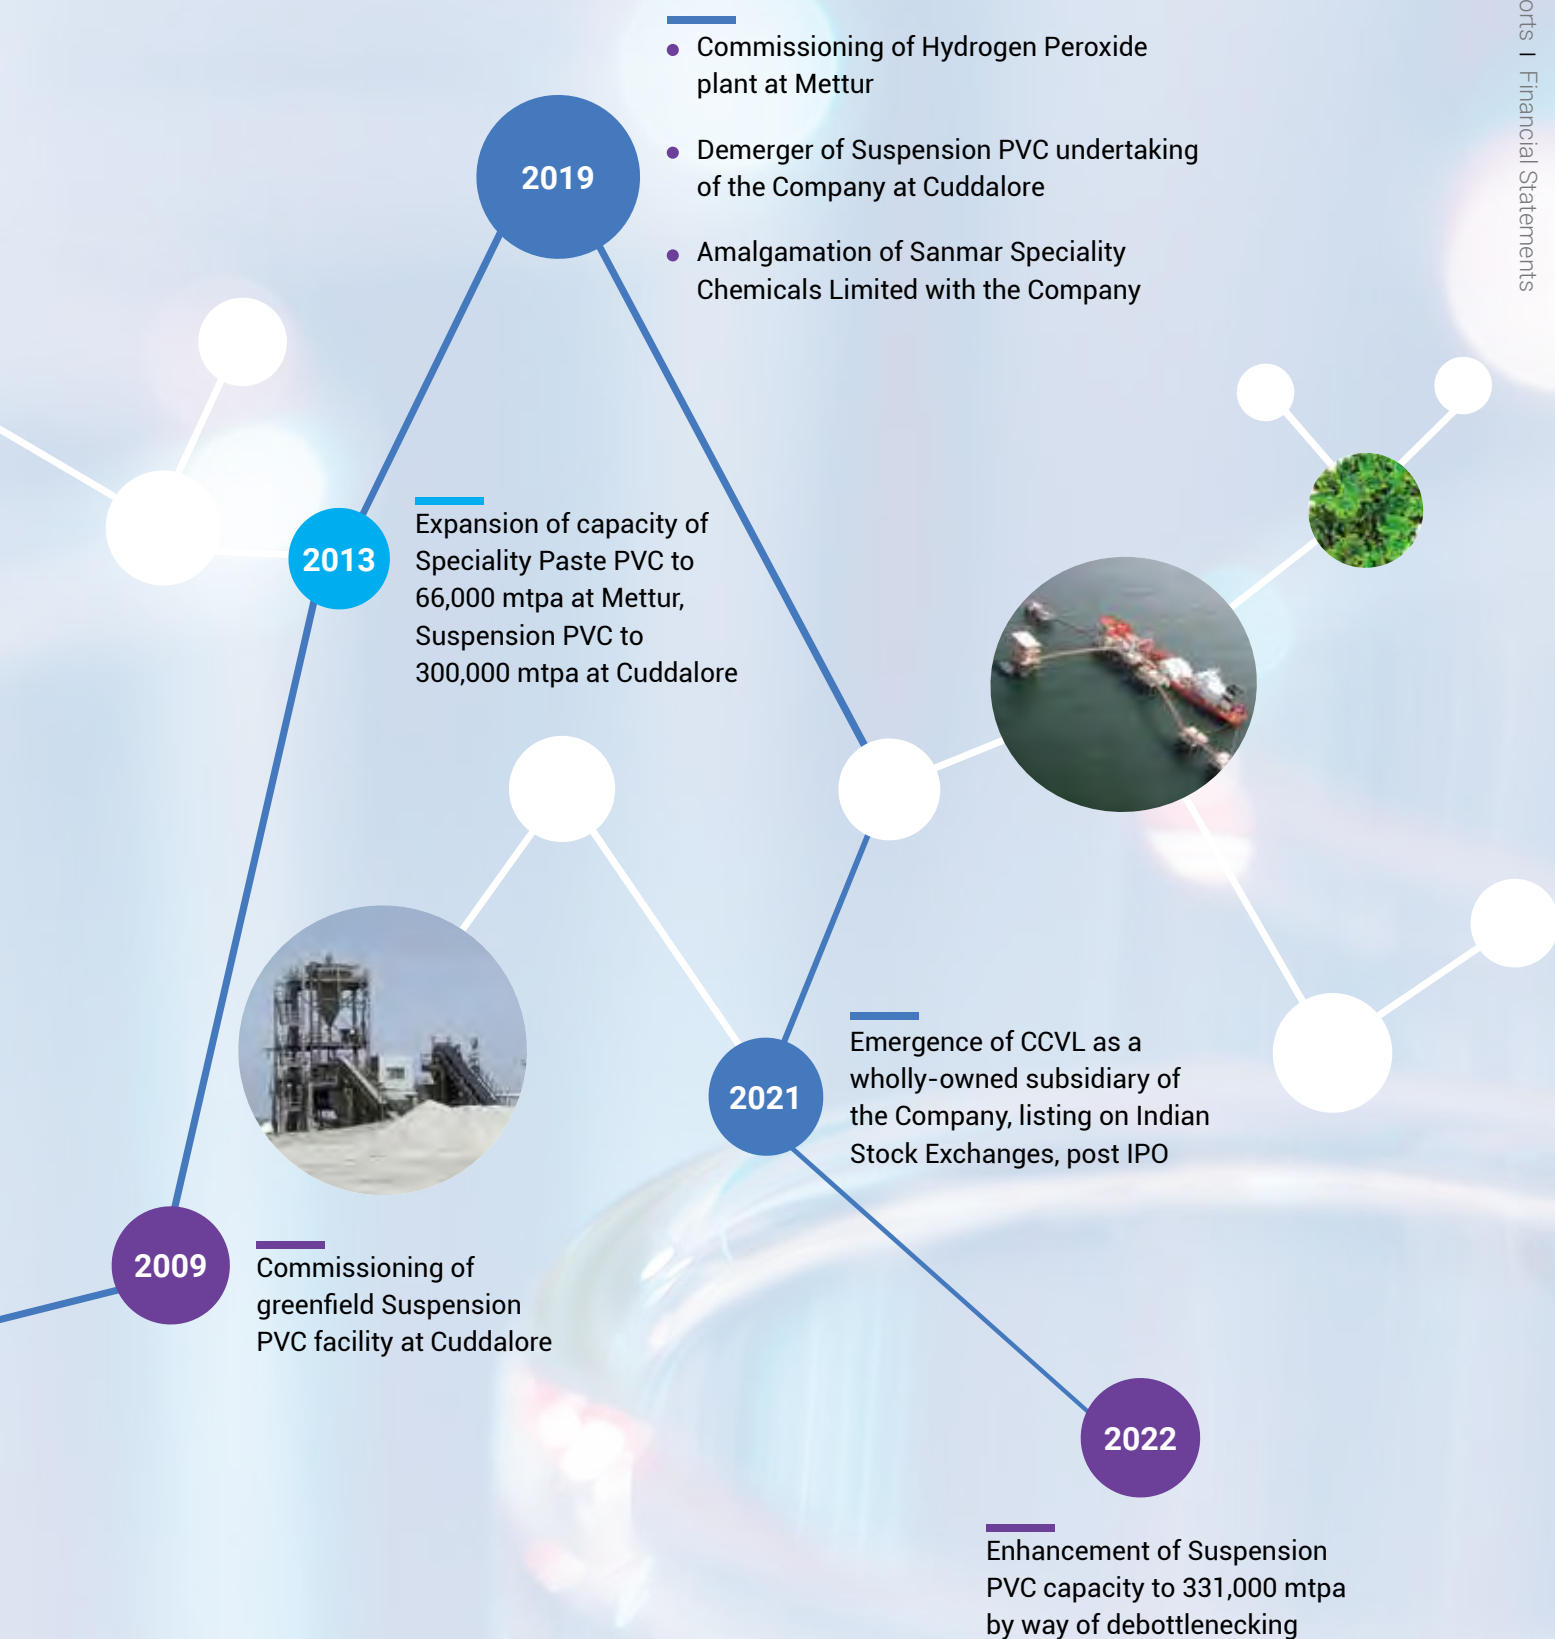 Commissioning of Hydrogen Peroxide
plant at Mettur
2019
Demerger of Suspension PVC undertaking
of the Company at Cuddalore
Amalgamation of Sanmar Speciality
Chemicals Limited with the Company
2013
Expansion of capacity of
Speciality Paste PVC to
66,000 mtpa at Mettur,
Suspension PVC to
300,000 mtpa at Cuddalore
2021
Emergence of CCVL as a
wholly-owned subsidiary of
the Company, listing on Indian
Stock Exchanges, post IPO
2009
Commissioning of
greenfield Suspension
PVC facility at Cuddalore
2022
Enhancement of Suspension
PVC capacity to 331,000 mtpa
by way of debottlenecking
orts I Financial Statements